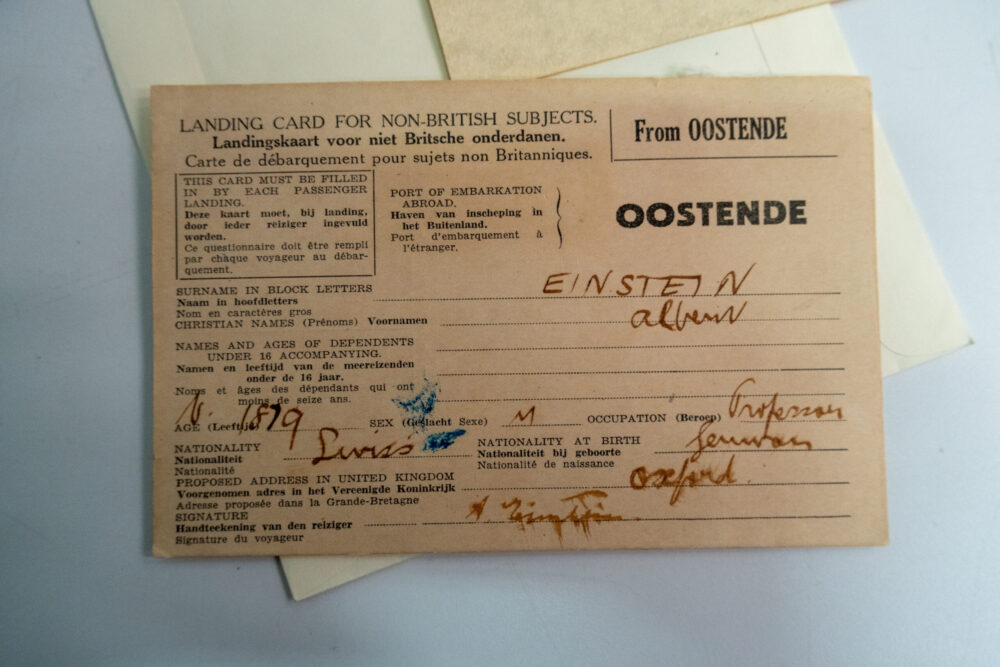 LANDING CARD FOR NON-BRITISH SUBJECTS.
Landingskaart voor niet Britsche onderdanen.
Carte de débarquement pour sujets non Britanniques.
From OOSTENDE
THIS CARD MUST BE FILLED
IN BY EACH PASSENGER
LANDING.
Deze kaart moet, bij landing,
door ieder reiziger ingevuld
worden.
Ce questionnaire doit être rempli
par chaque voyageur au débar-
quement.
PORT OF EMBARKATION
ABROAD.
Haven van inscheping in
het Buitenland.
Port d'embarquement à
l'étranger.
OOSTENDE
SURNAME IN BLOCK LETTERS EINSTEIN
Naam in hoofdletters
Nom en caractères gros
CHRISTIAN NAMES (Prénoms) Voornamen Albert
NAMES AND AGES OF DEPENDENTS
UNDER 16 ACCOMPANYING.
Namen en leeftijd van de meereizenden
onder de 16 jaar.
Noms et âges des dépendants qui ont
moins de seize ans.
AGE (Leeftijd) 1879 SEX (Geslacht Sexe) M OCCUPATION (Beroep) Professor
NATIONALITY Swiss
Nationaliteit
Nationalité
NATIONALITY AT BIRTH German
Nationaliteit bij geboorte
Nationalité de naissance
PROPOSED ADDRESS IN UNITED KINGDOM Oxford.
Voorgenomen adres in het Vereenigde Koninkrijk
Adresse proposée dans la Grande-Bretagne
SIGNATURE A. Einstein.
Handteekening van den reiziger
Signature du voyageur